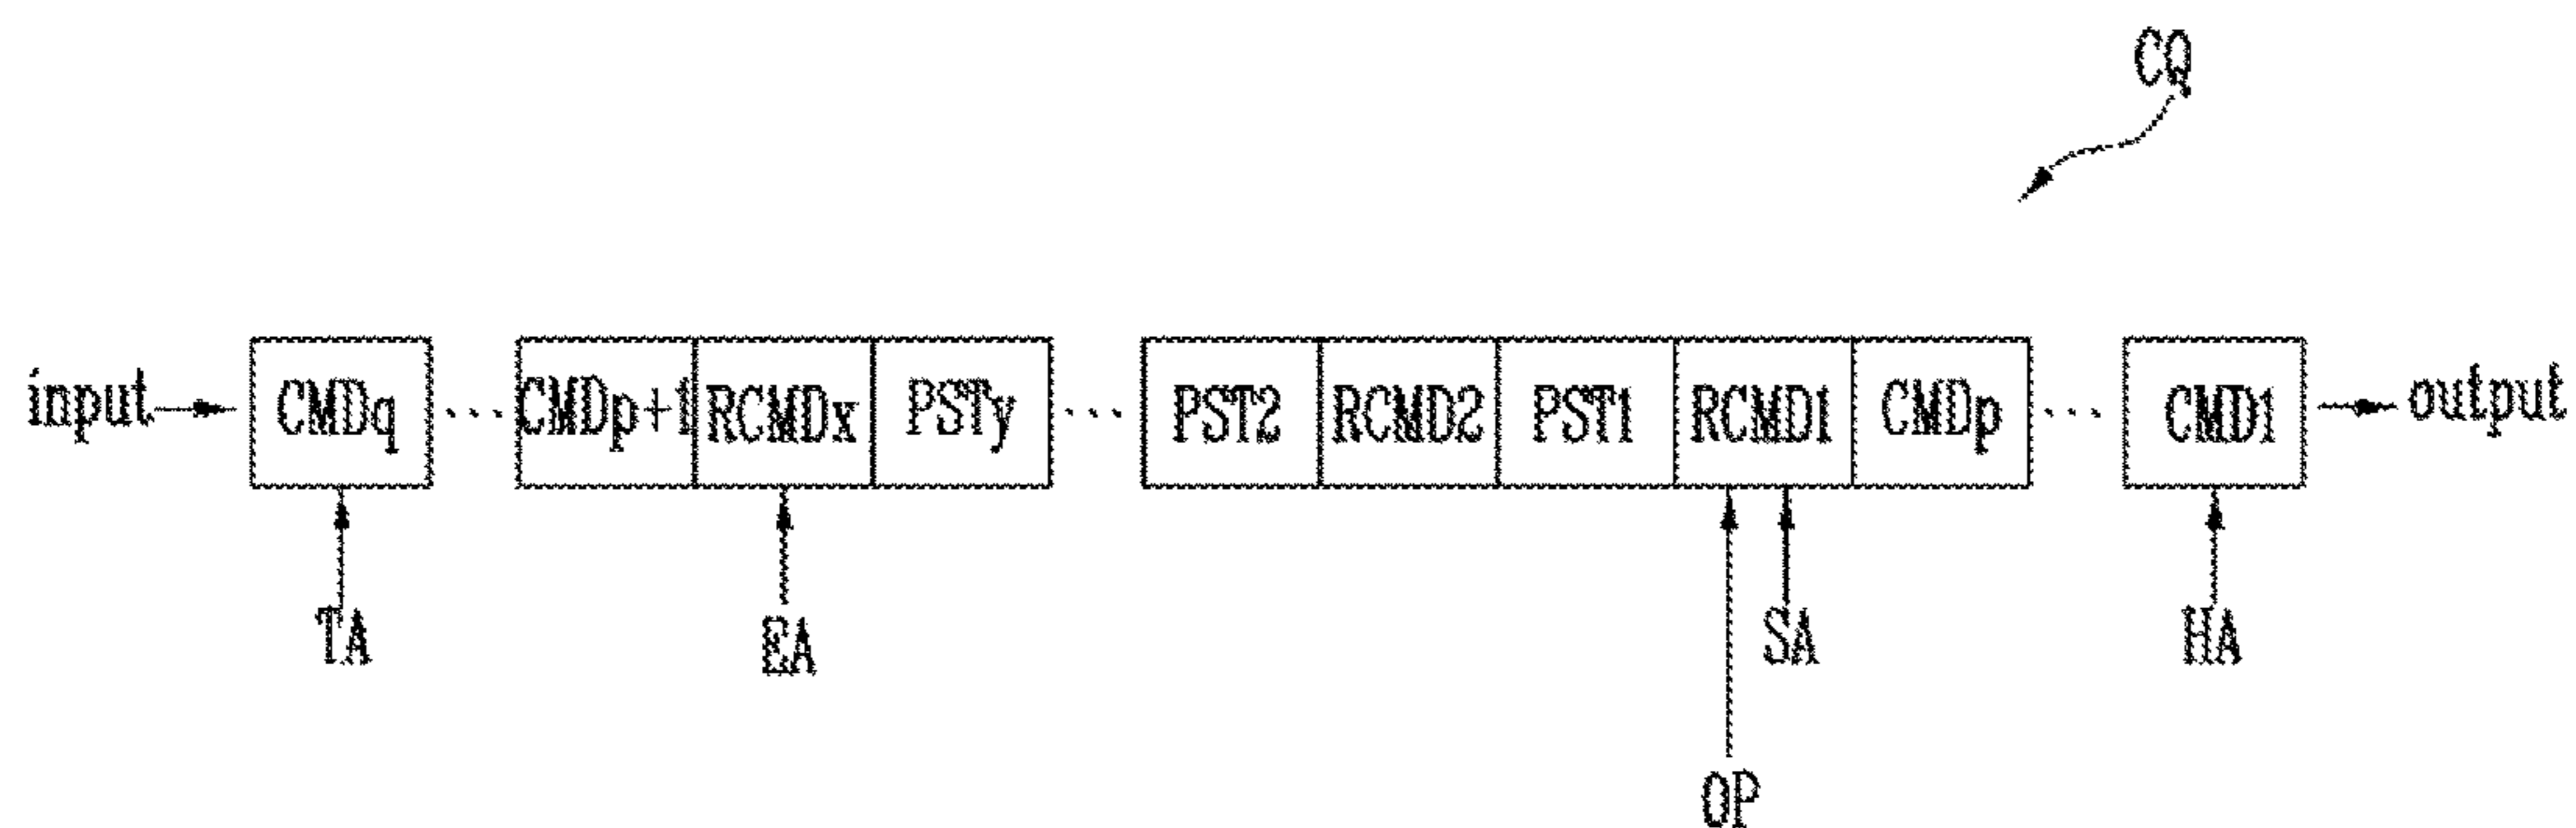 CQ
input CMDq ... CMDp+1 RCMDx PSTy ... PST2 RCMD2 PST1 RCMD1 CMDp ... CMD1 output
TA EA SA HA
OP